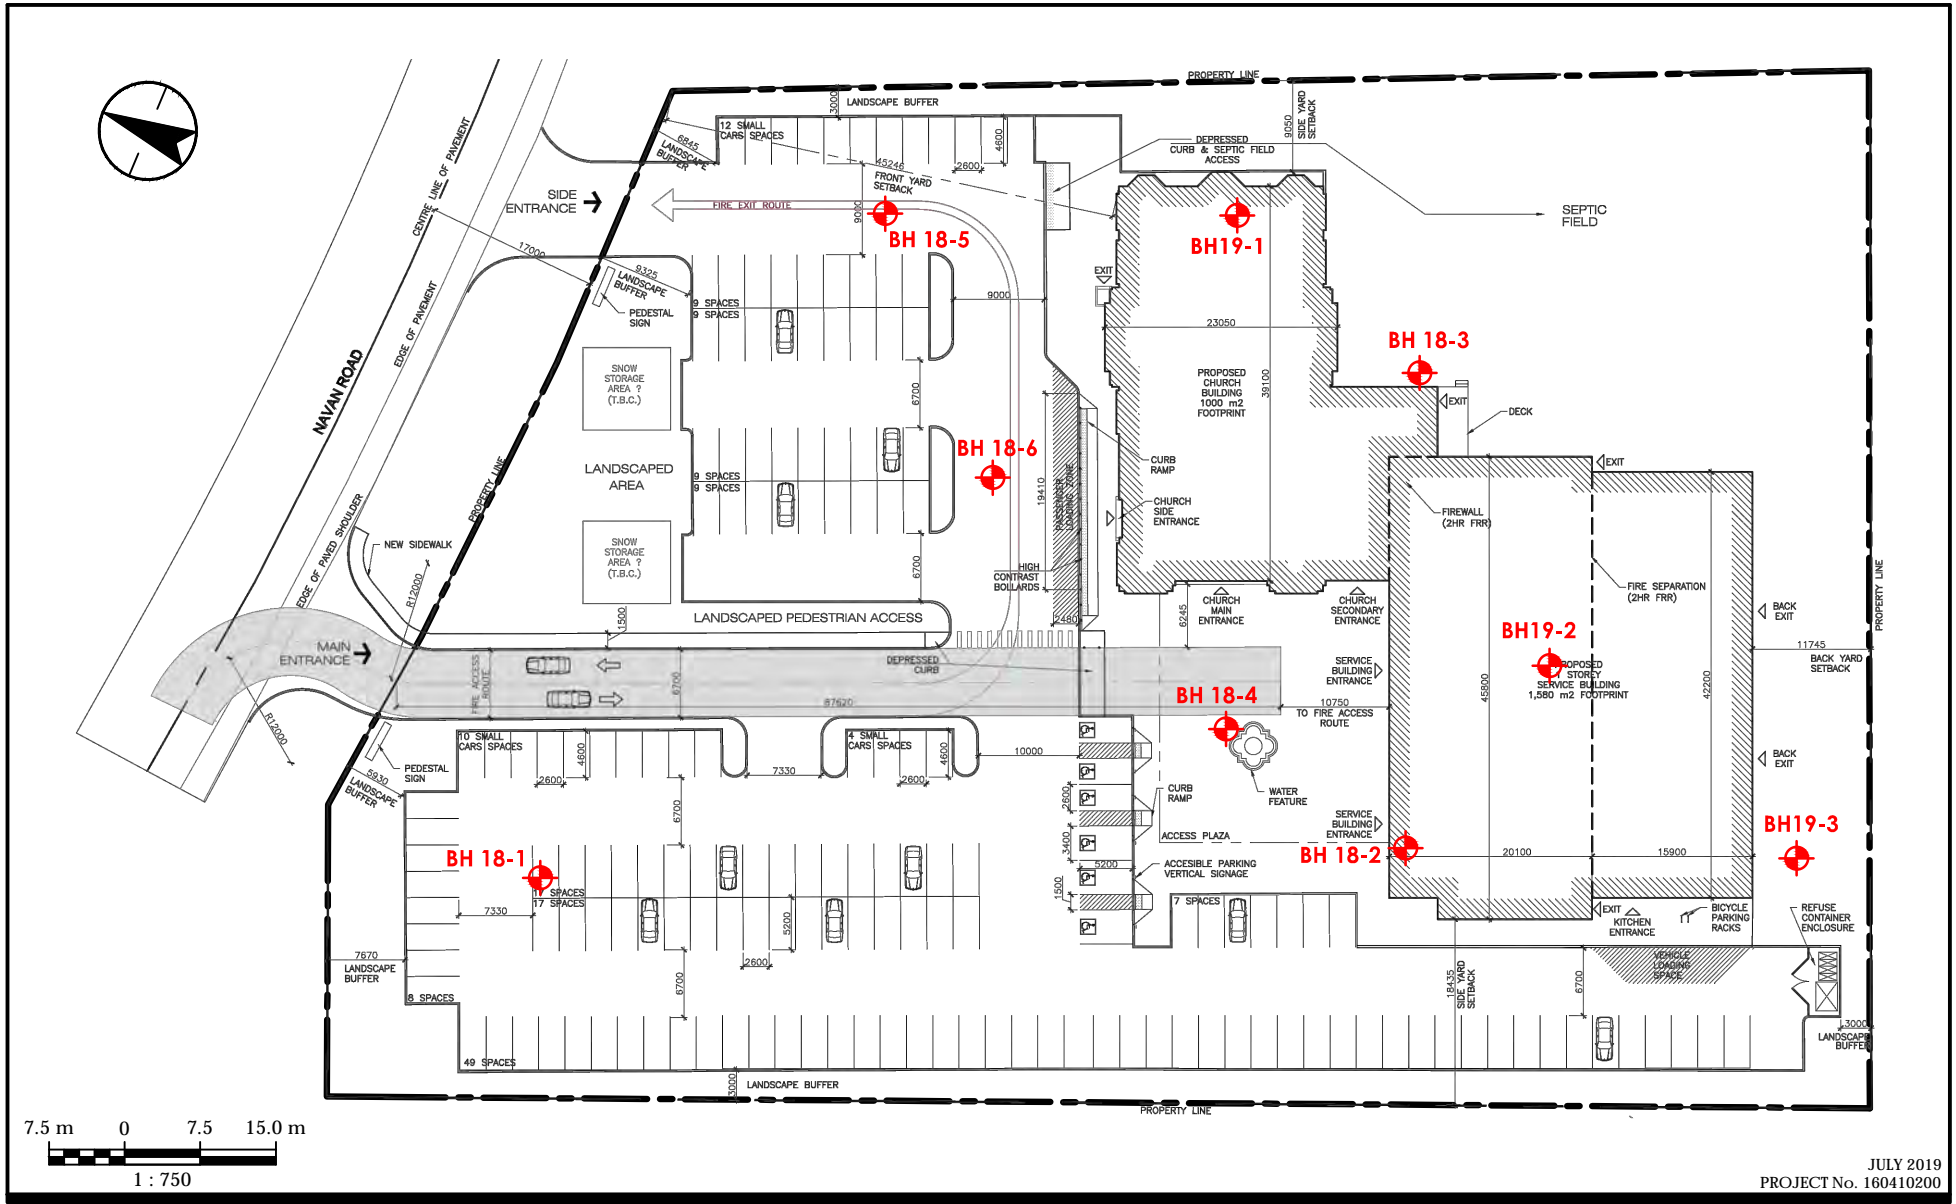 PROPERTY LINE
LANDSCAPE BUFFER
3000
12 SMALL
CARS SPACES
6845
LANDSCAPE
BUFFER
45246
FRONT YARD
SETBACK
2600
4600
9050
SIDE YARD
SETBACK
DEPRESSED
CURB & SEPTIC FIELD
ACCESS
SEPTIC
FIELD
CENTRE LINE OF PAVEMENT
SIDE
ENTRANCE
FIRE EXIT ROUTE
9000
BH 18-5
BH19-1
17000
9325
LANDSCAPE
BUFFER
PEDESTAL
SIGN
EDGE OF PAVEMENT
9 SPACES
9 SPACES
9000
EXIT
23050
39100
BH 18-3
NAVAN ROAD
SNOW
STORAGE
AREA ?
(T.B.C.)
6700
PROPOSED
CHURCH
BUILDING
1000 m2
FOOTPRINT
EXIT
DECK
LANDSCAPED
AREA
9 SPACES
9 SPACES
BH 18-6
19410
PASSENGER
LOADING ZONE
CURB
RAMP
CHURCH
SIDE
ENTRANCE
EXIT
FIREWALL
(2HR FRR)
PROPERTY LINE
EDGE OF PAVED SHOULDER
NEW SIDEWALK
R12000
SNOW
STORAGE
AREA ?
(T.B.C.)
6700
HIGH
CONTRAST
BOLLARDS
FIRE SEPARATION
(2HR FRR)
CHURCH
MAIN
ENTRANCE
CHURCH
SECONDARY
ENTRANCE
6245
2480
BACK
EXIT
PROPERTY LINE
1500
LANDSCAPED PEDESTRIAN ACCESS
MAIN
ENTRANCE
FIRE ACCESS
ROUTE
6700
DEPRESSED
CURB
87620
BH19-2
SERVICE
BUILDING
ENTRANCE
ROPOSED
STOREY
SERVICE BUILDING
1,580 m2 FOOTPRINT
45800
42200
11745
BACK YARD
SETBACK
BH 18-4
10750
TO FIRE ACCESS
ROUTE
R12000
PEDESTAL
SIGN
5930
LANDSCAPE
BUFFER
10 SMALL
CARS SPACES
4600
2600
7330
4 SMALL
CARS SPACES
4600
2600
10000
6700
2600
3400
5200
1500
CURB
RAMP
WATER
FEATURE
ACCESS PLAZA
ACCESIBLE PARKING
VERTICAL SIGNAGE
SERVICE
BUILDING
ENTRANCE
BACK
EXIT
BH 18-1
BH 18-2
20100
15900
BH19-3
17 SPACES
17 SPACES
7330
5200
2600
6700
7 SPACES
EXIT
KITCHEN
ENTRANCE
BICYCLE
PARKING
RACKS
REFUSE
CONTAINER
ENCLOSURE
7670
LANDSCAPE
BUFFER
8 SPACES
18435
SIDE YARD
SETBACK
6700
VEHICLE
LOADING
SPACE
3000
LANDSCAPE
BUFFER
49 SPACES
3000
LANDSCAPE BUFFER
PROPERTY LINE
7.5 m 0 7.5 15.0 m
1 : 750
JULY 2019
PROJECT No. 160410200